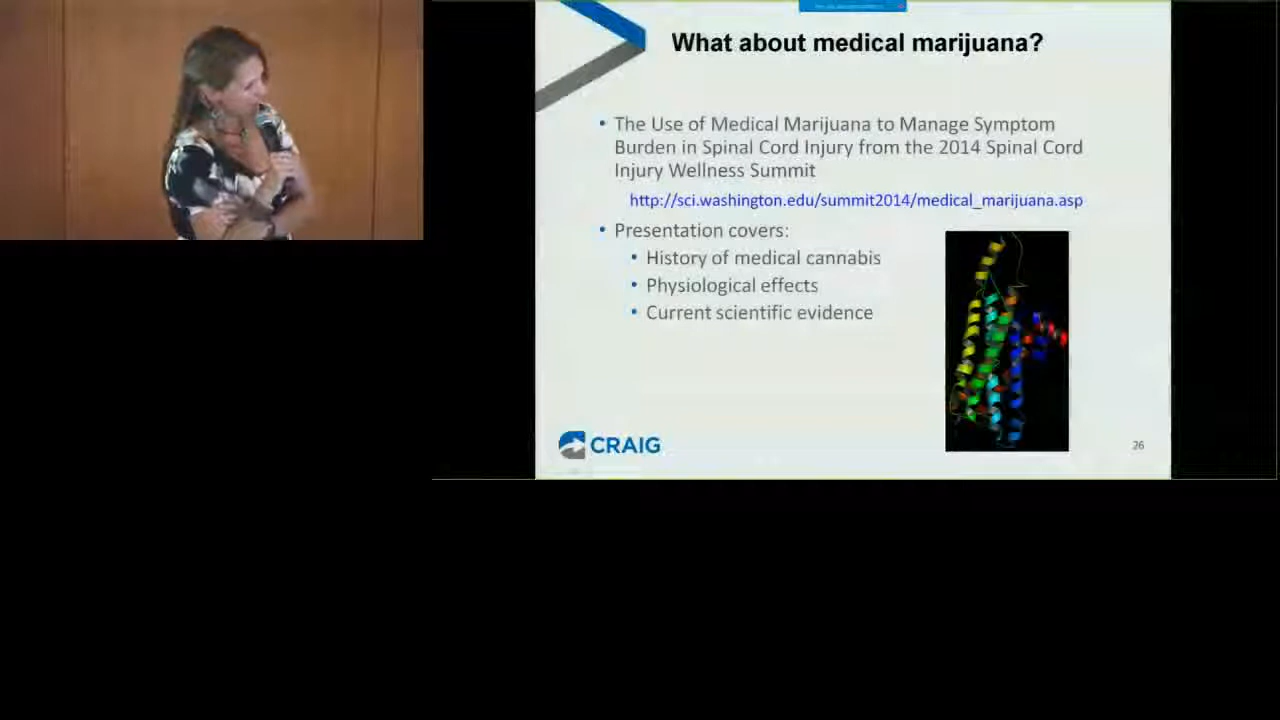 What about medical marijuana?
• The Use of Medical Marijuana to Manage Symptom
Burden in Spinal Cord Injury from the 2014 Spinal Cord
Injury Wellness Summit
http://sci.washington.edu/summit2014/medical_marijuana.asp
• Presentation covers:
• History of medical cannabis
• Physiological effects
• Current scientific evidence
CRAIG
26